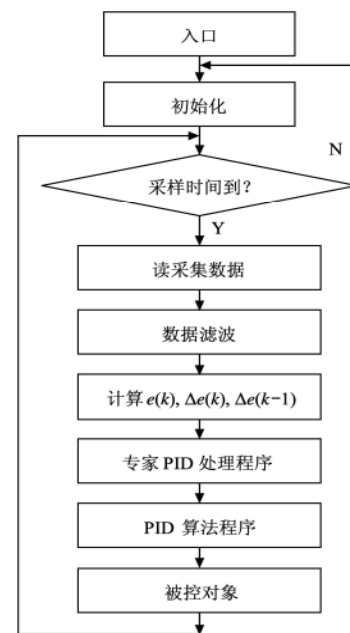 入口
初始化
N
采样时间到?
Y
读采集数据
数据滤波
计算 e(k), Δe(k), Δe(k−1)
专家 PID 处理程序
PID 算法程序
被控对象